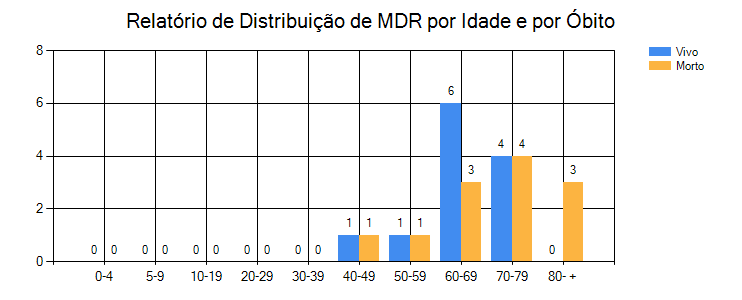 Relatório de Distribuição de MDR por Idade e por Óbito
Vivo
Morto
8
6
4
2
0
0 0 0 0 0 0 0 0 0 0 1 1 1 1 6 3 4 4 0 3
0-4 5-9 10-19 20-29 30-39 40-49 50-59 60-69 70-79 80- +